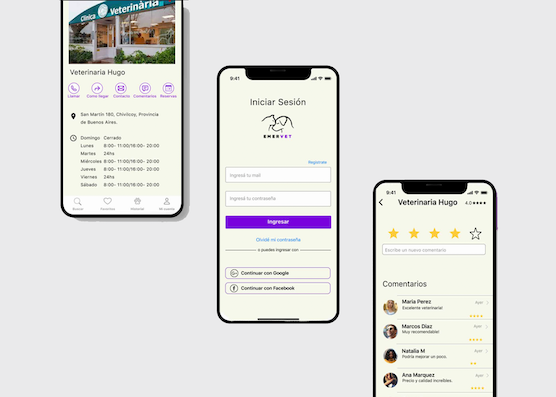 Clínica Veterinària
Veterinaria Hugo
Llamar
Como llegar
Contacto
Comentarios
Reservas
San Martín 180, Chivilcoy, Provincia
de Buenos Aires.
Domingo Cerrado
Lunes 8:00- 11:00/16:00- 20:00
Martes 24hs
Miércoles 8:00- 11:00/16:00- 20:00
Jueves 8:00- 11:00/16:00- 20:00
Viernes 24hs
Sábado 8:00- 11:00/16:00- 20:00
Buscar
Favoritos
Mascota
Mi cuenta
9:41
Iniciar Sesión
EMERVET
Registrate
Ingresá tu mail
Ingresá tu contraseña
Ingresar
Olvidé mi contraseña
o puedes ingresar con
Continuar con Google
Continuar con Facebook
9:41
Veterinaria Hugo
4.0
Escribe un nuevo comentario
Comentarios
María Perez
Ayer
Excelente veterinaria!
Marcos Díaz
Ayer
Muy recomendable!
Natalia M
Ayer
Podría mejorar un poco.
Ana Marquez
Ayer
Precio y calidad increíbles.